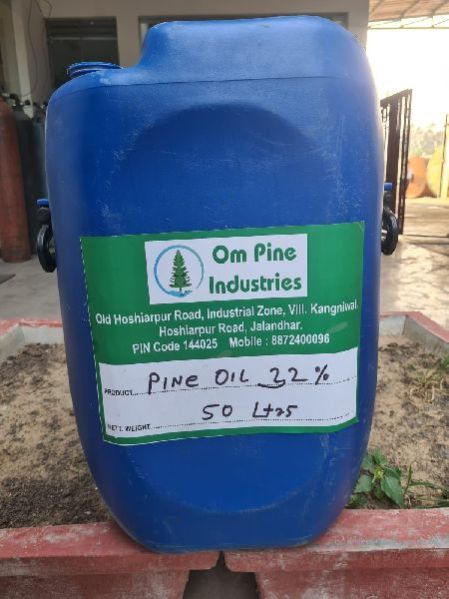 Om Pine
Industries
Old Hoshiarpur Road, Industrial Zone, Vill. Kangniwal
Hoshiarpur Road, Jalandhar.
PIN Code 144025 Mobile : 8872400096
PRODUCT... PINE OIL 32%
NET T. WEIGHT... 50 Ltrs